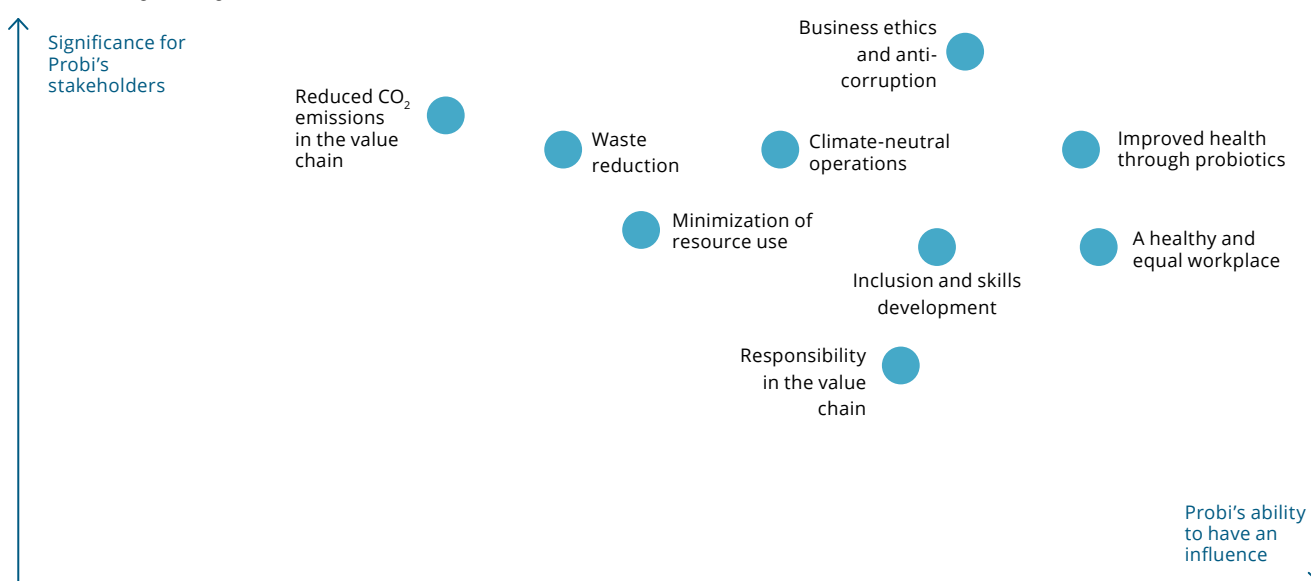 Significance for
Probi’s
stakeholders
Business ethics
and anti-
corruption
Reduced CO₂
emissions
in the value
chain
Waste
reduction
Climate-neutral
operations
Improved health
through probiotics
Minimization of
resource use
A healthy and
equal workplace
Inclusion and skills
development
Responsibility
in the value
chain
Probi’s ability
to have an
influence